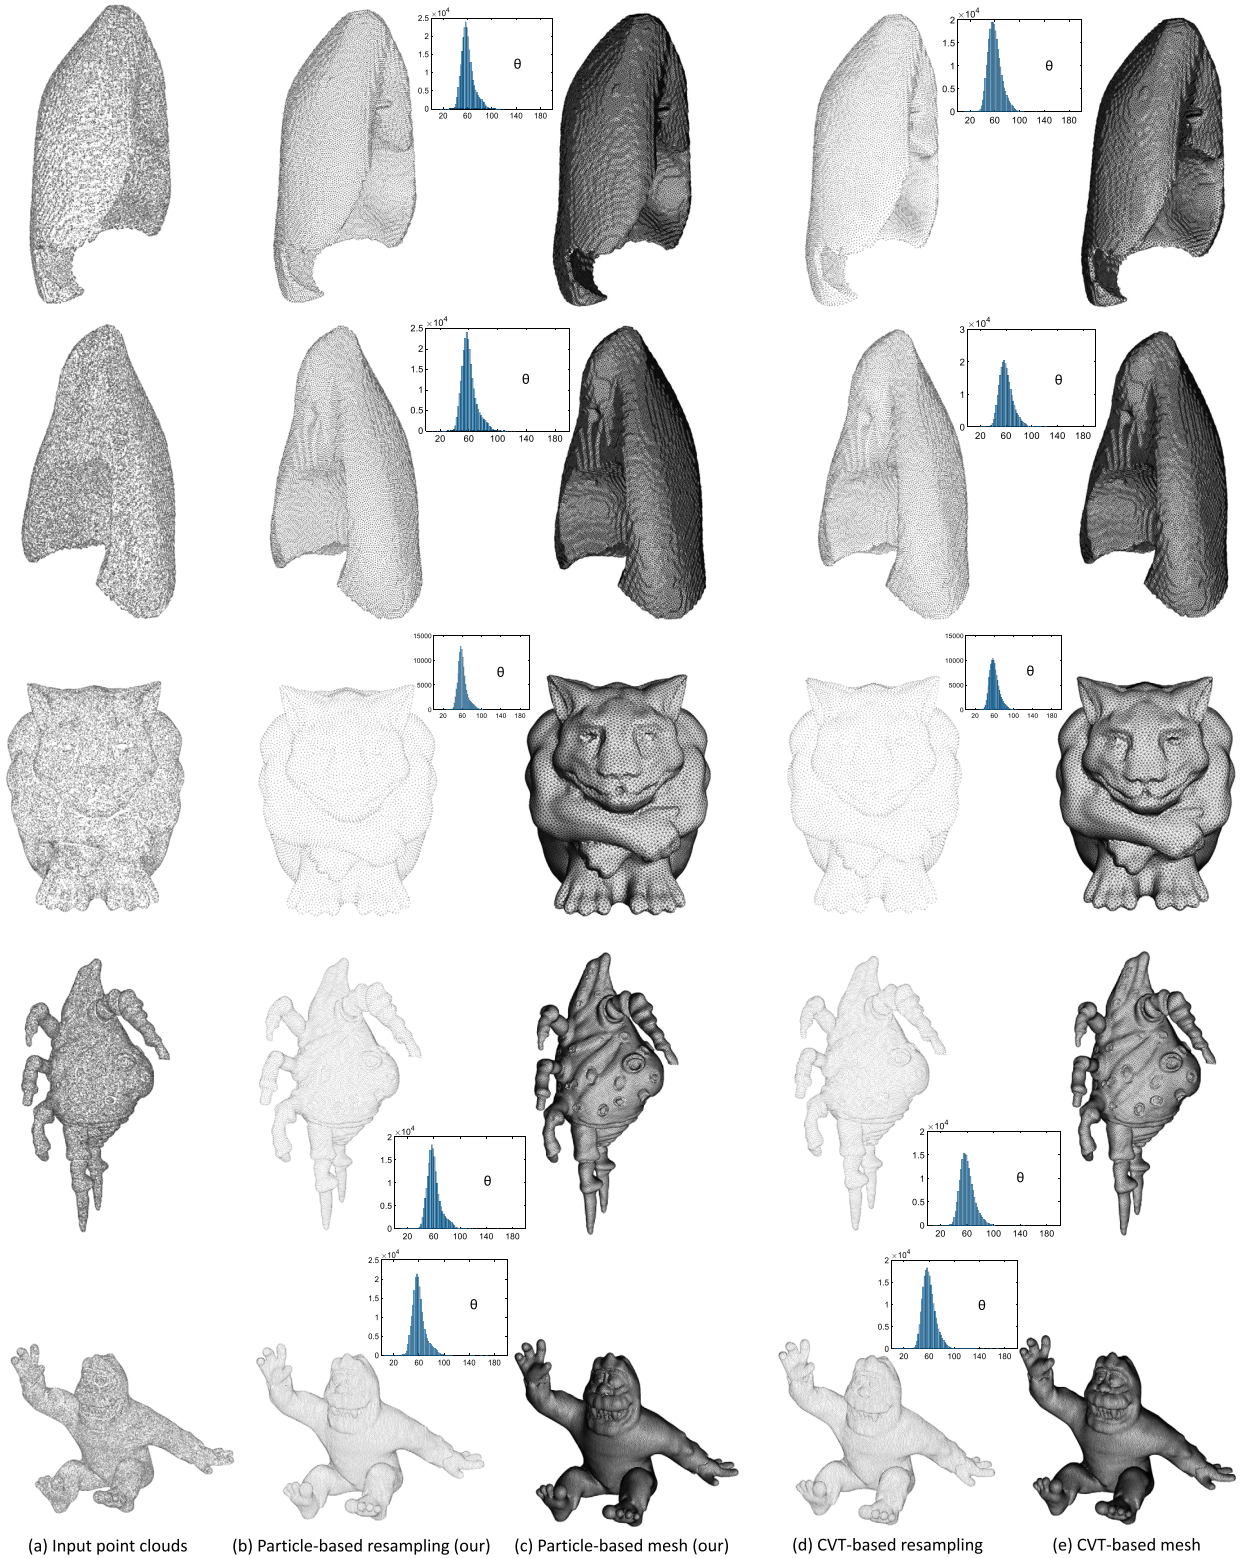 ×10⁴
2.5
2
1.5
1
0.5
0
20 60 100 140 180
θ
×10⁴
2
1.5
1
0.5
0
20 60 100 140 180
θ
×10⁴
2.5
2
1.5
1
0.5
0
20 60 100 140 180
θ
×10⁴
3
2
1
0
20 60 100 140 180
θ
15000
10000
5000
0
20 60 100 140 180
θ
15000
10000
5000
0
20 60 100 140 180
θ
×10⁴
2
1.5
1
0.5
0
20 60 100 140 180
θ
×10⁴
2
1.5
1
0.5
0
20 60 100 140 180
θ
×10⁴
2.5
2
1.5
1
0.5
0
20 60 100 140 180
θ
×10⁴
2
1.5
1
0.5
0
20 60 100 140 180
θ
(a) Input point clouds
(b) Particle-based resampling (our)
(c) Particle-based mesh (our)
(d) CVT-based resampling
(e) CVT-based mesh